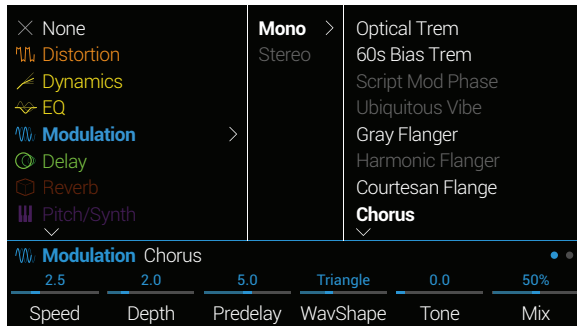 None
Distortion
Dynamics
EQ
Modulation
Delay
Reverb
Pitch/Synth
Mono
Stereo
Optical Trem
60s Bias Trem
Script Mod Phase
Ubiquitous Vibe
Gray Flanger
Harmonic Flanger
Courtesan Flange
Chorus
Modulation Chorus
2.5 2.0 5.0 Triangle 0.0 50%
Speed Depth Predelay WavShape Tone Mix